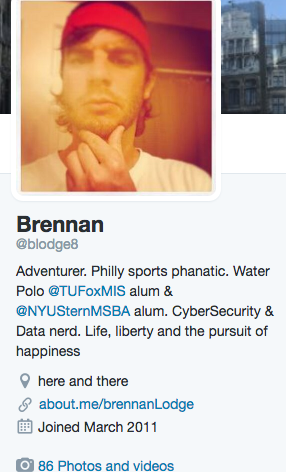 Brennan
@blodge8
Adventurer. Philly sports phanatic. Water
Polo @TUFoxMIS alum &
@NYUSternMSBA alum. CyberSecurity &
Data nerd. Life, liberty and the pursuit of
happiness
here and there
about.me/brennanLodge
Joined March 2011
86 Photos and videos